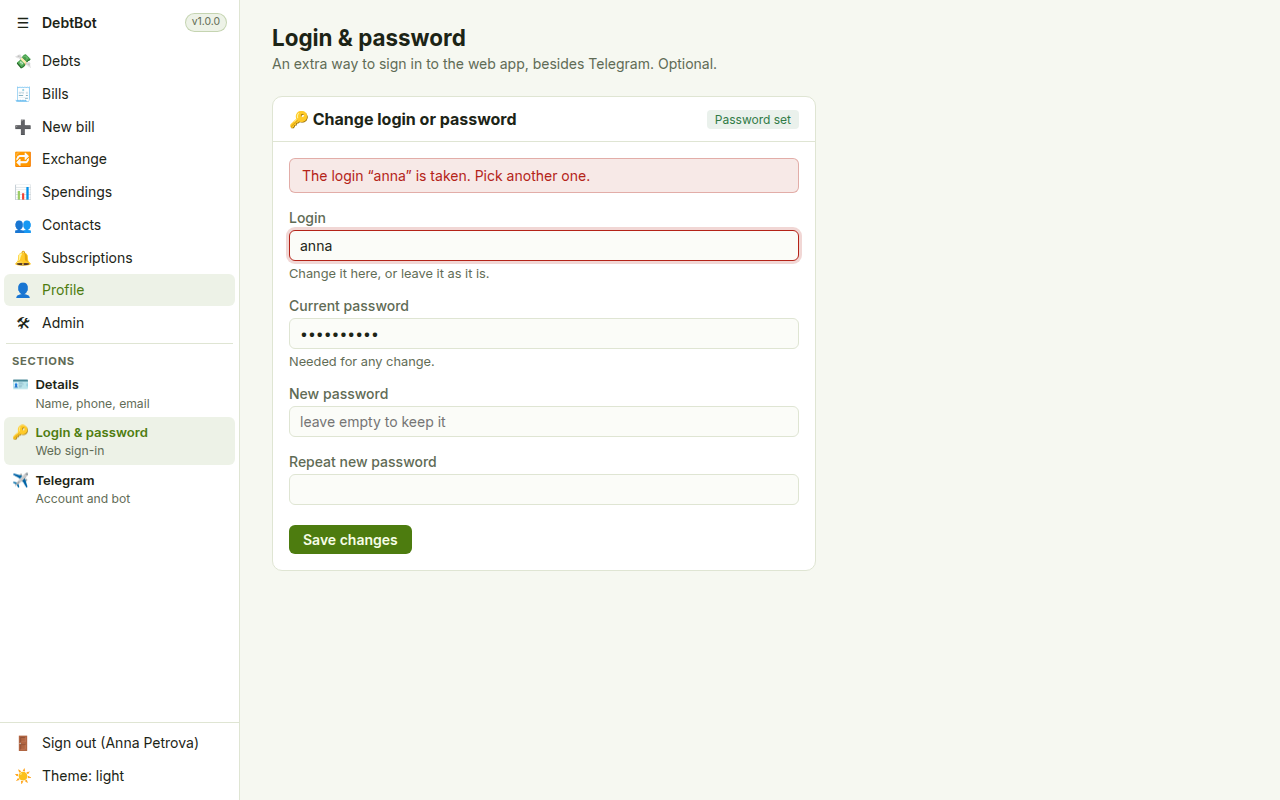 DebtBot
v1.0.0
Debts
Bills
New bill
Exchange
Spendings
Contacts
Subscriptions
Profile
Admin
SECTIONS
Details
Name, phone, email
Login & password
Web sign-in
Telegram
Account and bot
Sign out (Anna Petrova)
Theme: light
Login & password
An extra way to sign in to the web app, besides Telegram. Optional.
Change login or password
Password set
The login “anna” is taken. Pick another one.
Login
anna
Change it here, or leave it as it is.
Current password
••••••••••
Needed for any change.
New password
leave empty to keep it
Repeat new password
Save changes